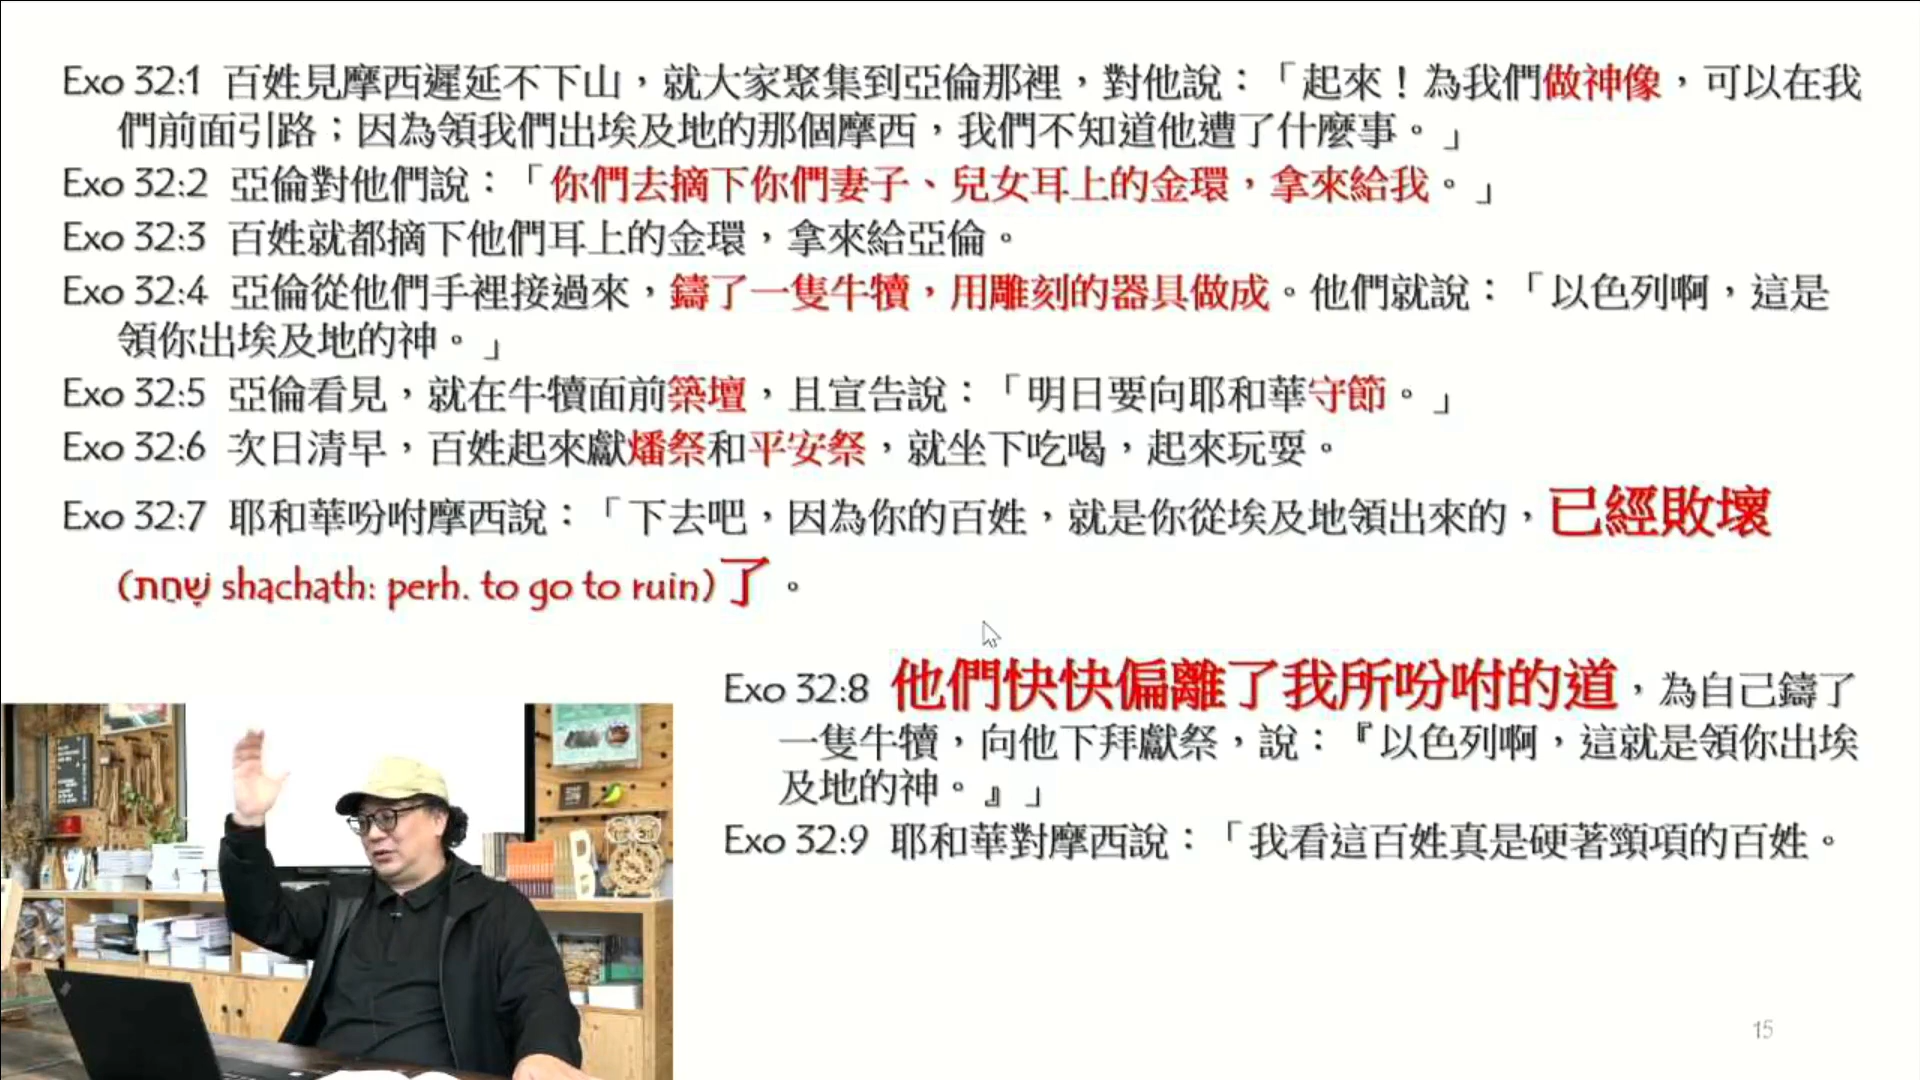 Exo 32:1 百姓見摩西遲延不下山，就大家聚集到亞倫那裡，對他說：「起來！為我們做神像，可以在我
們前面引路；因為領我們出埃及地的那個摩西，我們不知道他遭了什麼事。」
Exo 32:2 亞倫對他們說：「你們去摘下你們妻子、兒女耳上的金環，拿來給我。」
Exo 32:3 百姓就都摘下他們耳上的金環，拿來給亞倫。
Exo 32:4 亞倫從他們手裡接過來，鑄了一隻牛犢，用雕刻的器具做成。他們就說：「以色列啊，這是
領你出埃及地的神。」
Exo 32:5 亞倫看見，就在牛犢面前築壇，且宣告說：「明日要向耶和華守節。」
Exo 32:6 次日清早，百姓起來獻燔祭和平安祭，就坐下吃喝，起來玩耍。
Exo 32:7 耶和華吩咐摩西說：「下去吧，因為你的百姓，就是你從埃及地領出來的，已經敗壞
(שָׁחַת shachath: perh. to go to ruin)了。
Exo 32:8 他們快快偏離了我所吩咐的道，為自己鑄了
一隻牛犢，向他下拜獻祭，說：『以色列啊，這就是領你出埃
及地的神。』」
Exo 32:9 耶和華對摩西說：「我看這百姓真是硬著頸項的百姓。
15